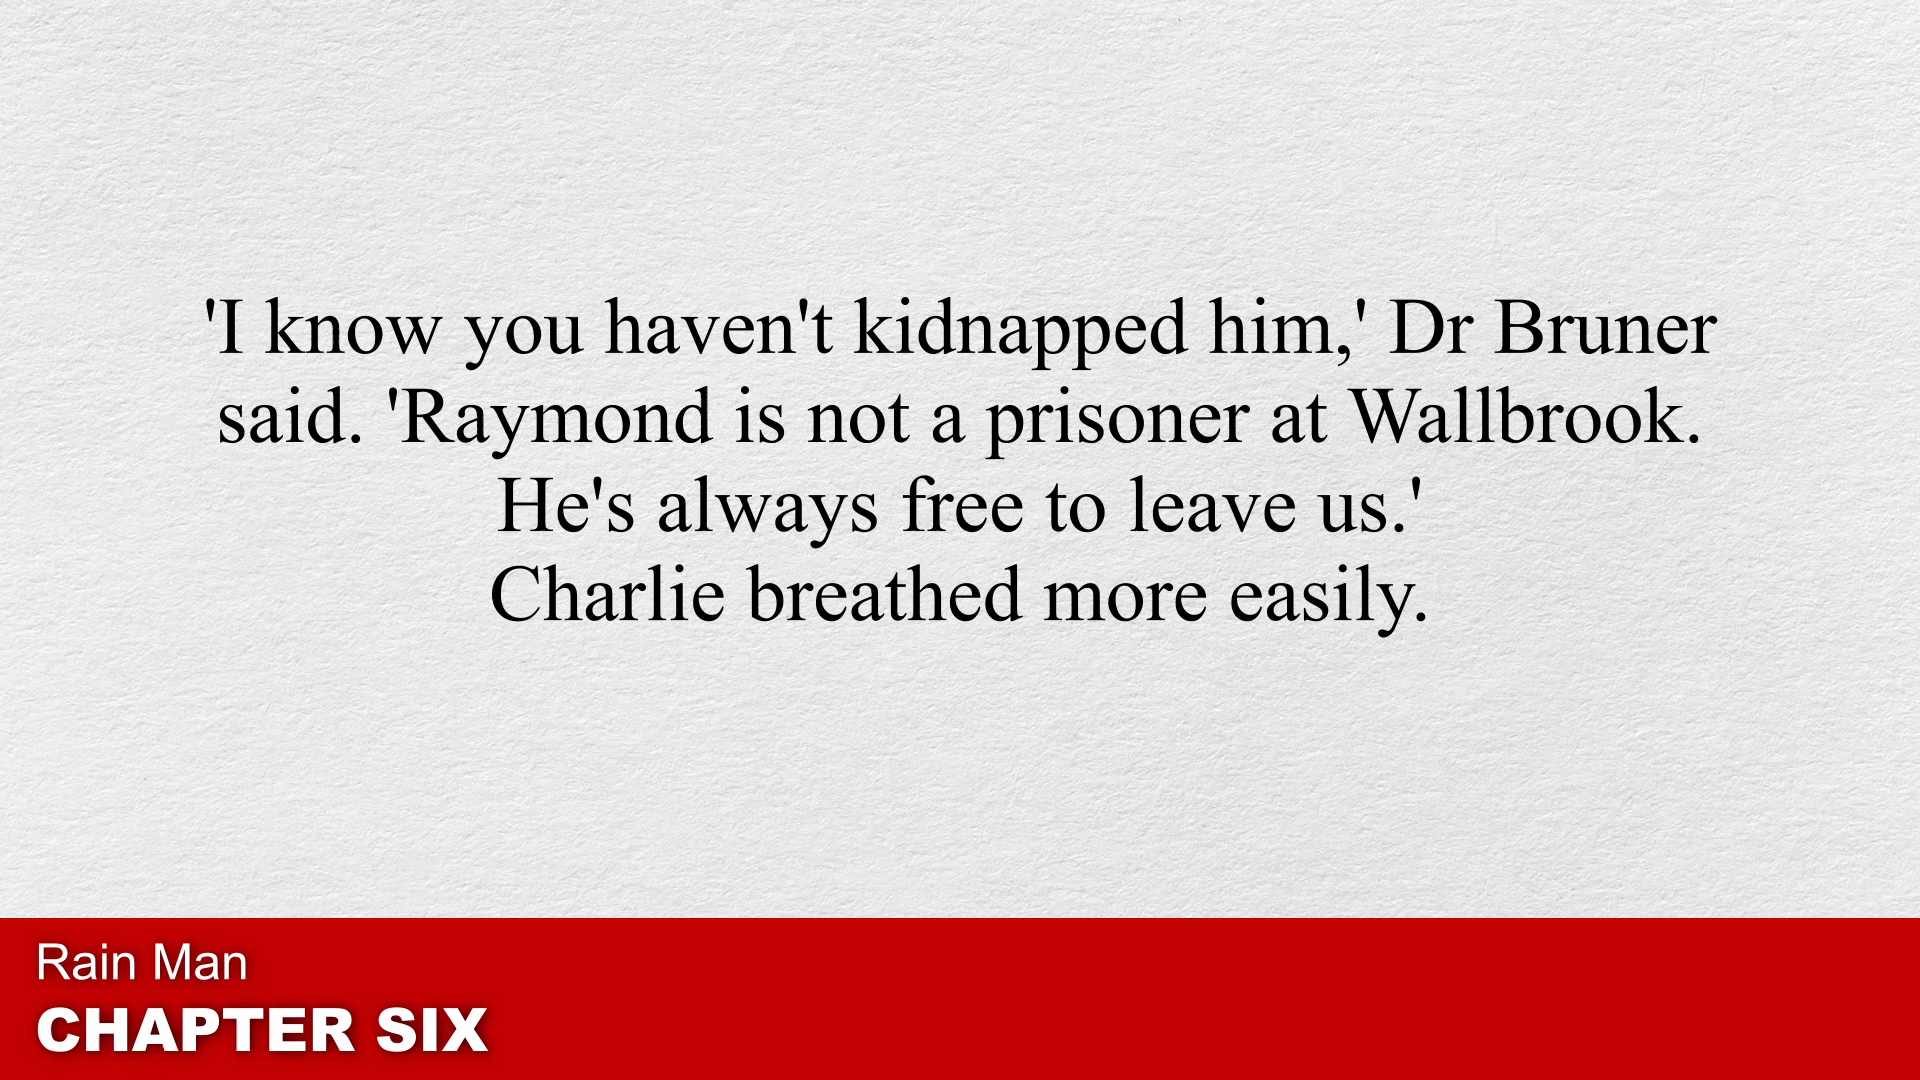 'I know you haven't kidnapped him,' Dr Bruner
said. 'Raymond is not a prisoner at Wallbrook.
He's always free to leave us.'
Charlie breathed more easily.
Rain Man
CHAPTER SIX